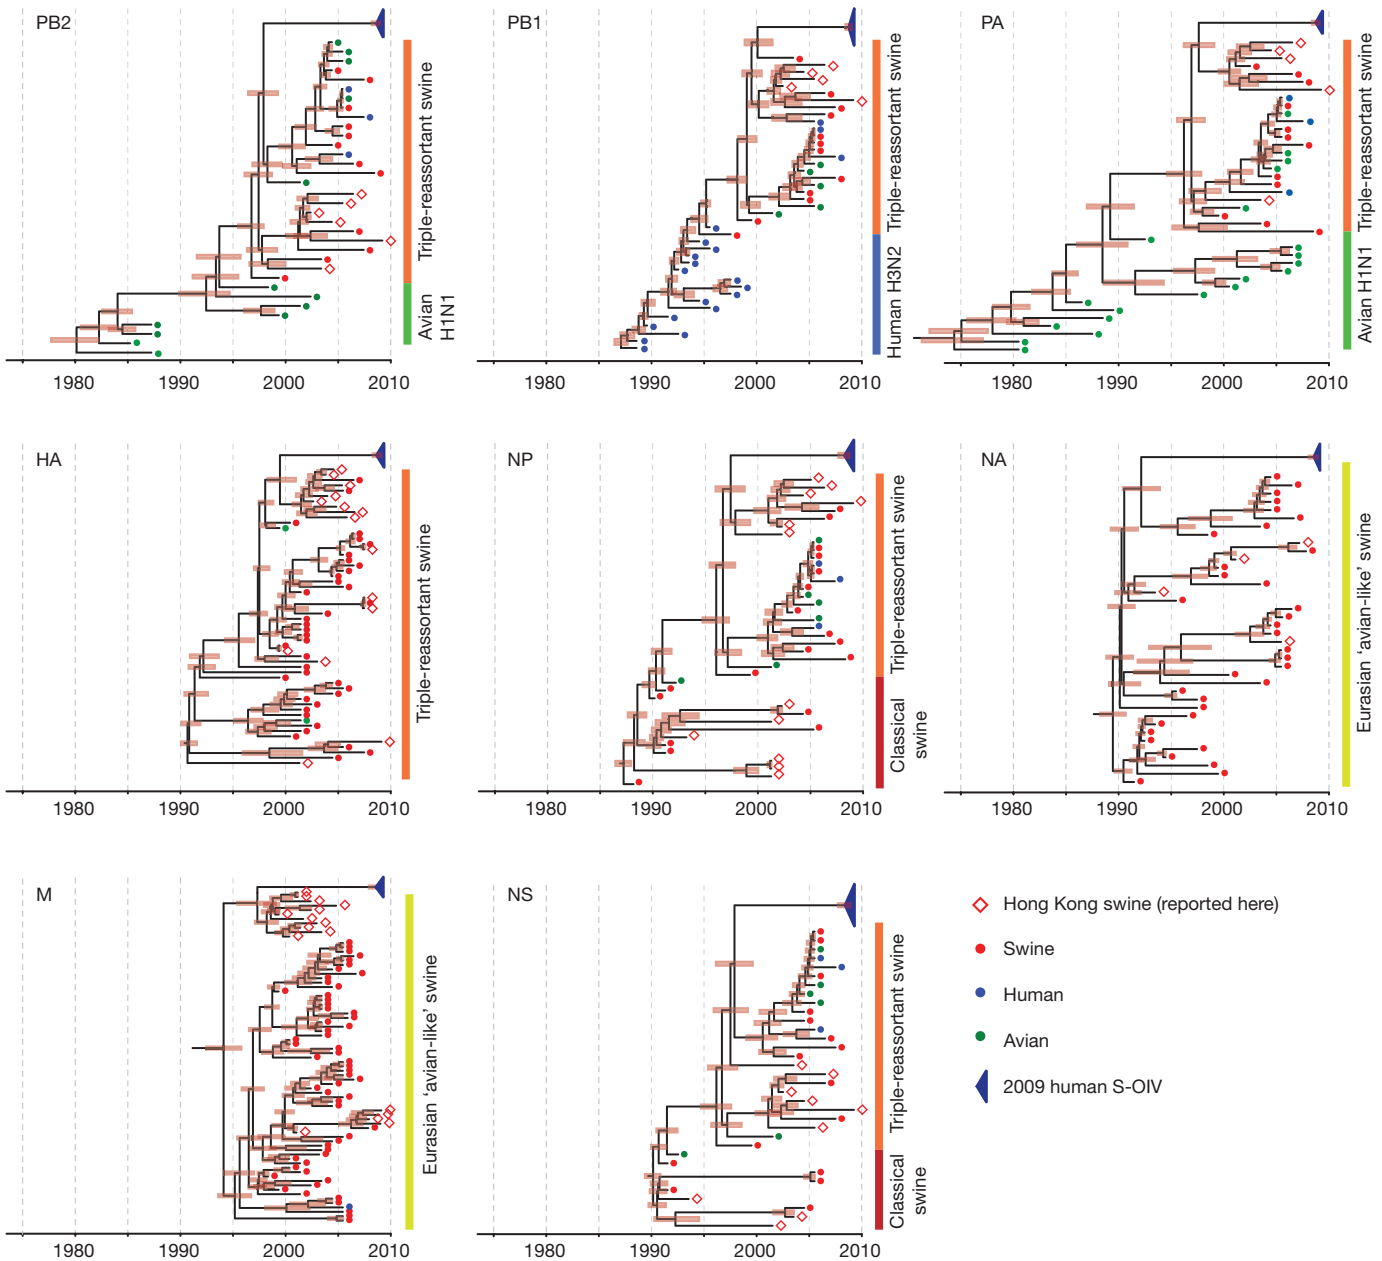 PB2
Triple-reassortant swine
Avian
H1N1
1980 1990 2000 2010
PB1
Triple-reassortant swine
Human H3N2
1980 1990 2000 2010
PA
Triple-reassortant swine
Avian H1N1
1980 1990 2000 2010
HA
Triple-reassortant swine
1980 1990 2000 2010
NP
Triple-reassortant swine
Classical
swine
1980 1990 2000 2010
NA
Eurasian ‘avian-like’ swine
1980 1990 2000 2010
M
Eurasian ‘avian-like’ swine
1980 1990 2000 2010
NS
Triple-reassortant swine
Classical
swine
1980 1990 2000 2010
Hong Kong swine (reported here)
Swine
Human
Avian
2009 human S-OIV